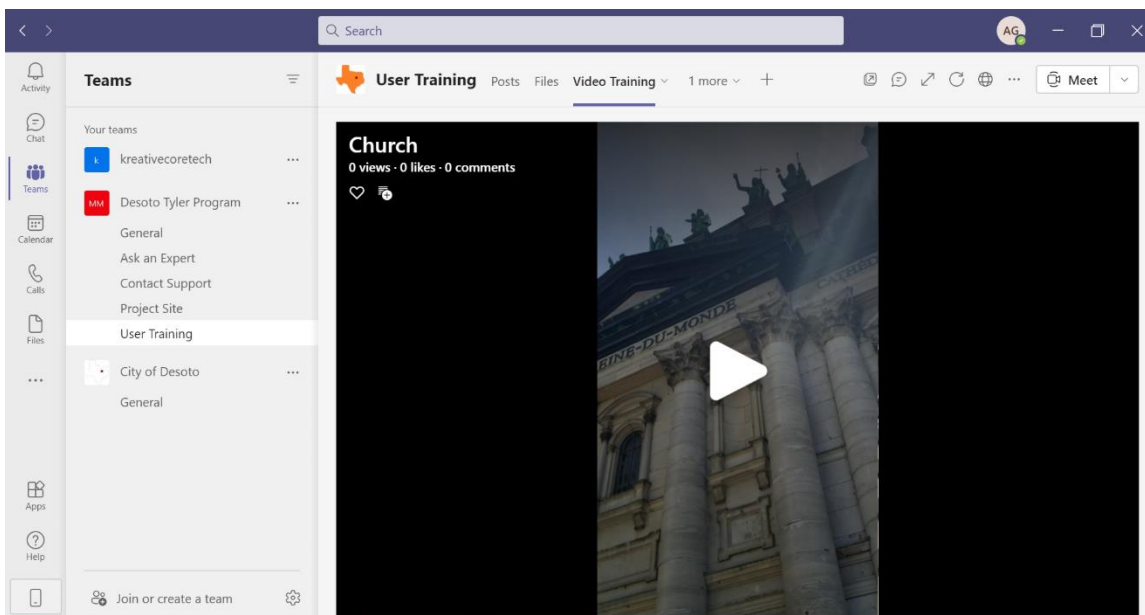 Search
AG
Activity
Chat
Teams
Calendar
Calls
Files
Apps
Help
Teams
Your teams
k kreativecoretech
MM Desoto Tyler Program
General
Ask an Expert
Contact Support
Project Site
User Training
City of Desoto
General
Join or create a team
User Training Posts Files Video Training 1 more
Meet
Church
0 views · 0 likes · 0 comments
EINE-DU-MONDE